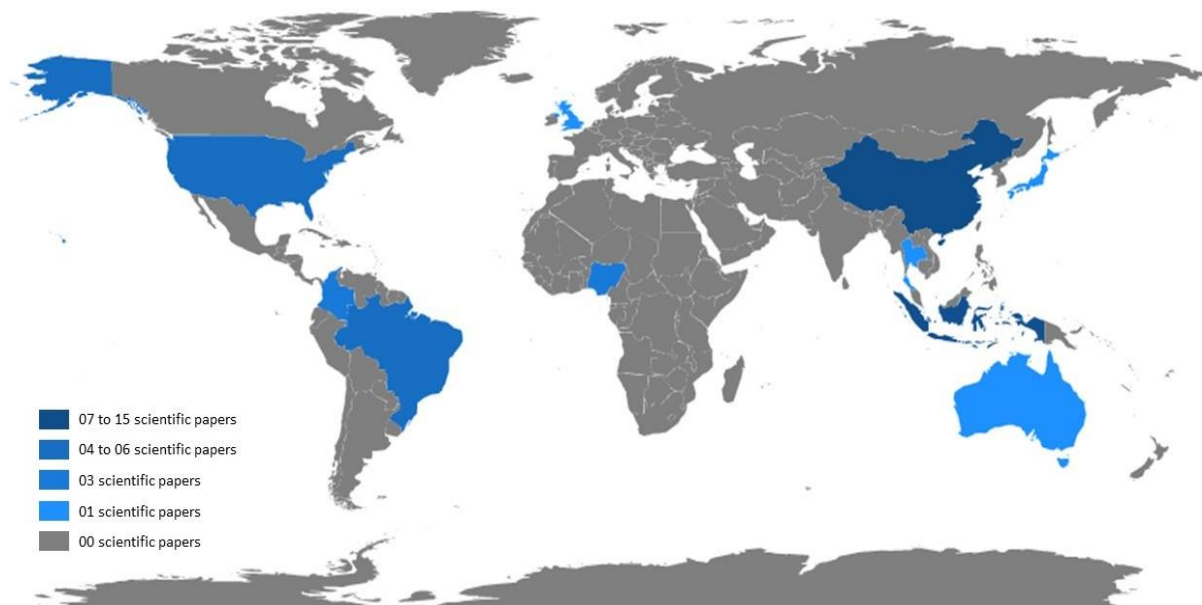 07 to 15 scientific papers
04 to 06 scientific papers
03 scientific papers
01 scientific papers
00 scientific papers